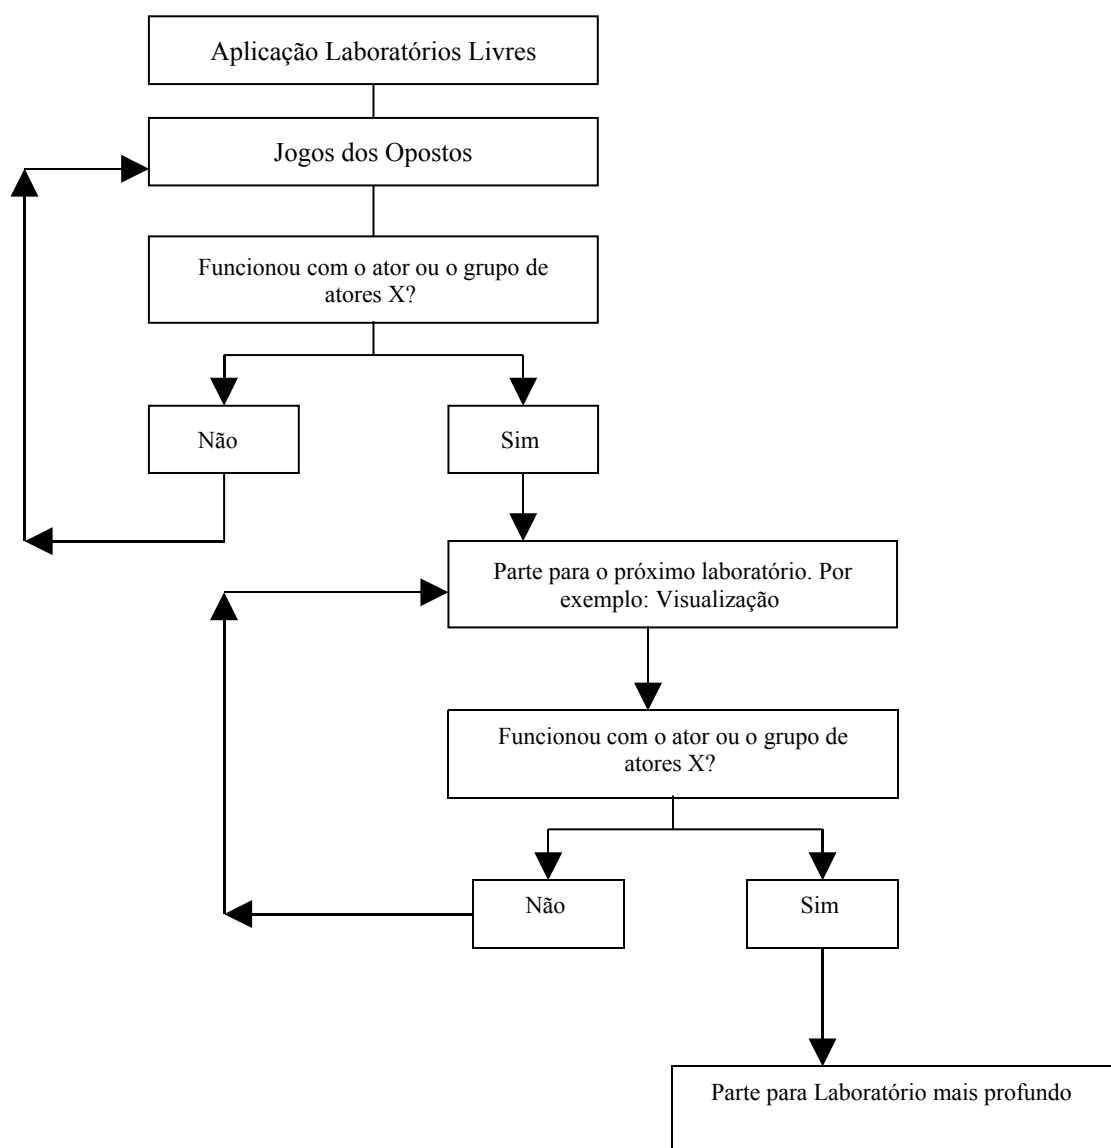 Aplicação Laboratórios Livres
Jogos dos Opostos
Funcionou com o ator ou o grupo de
atores X?
Não
Sim
Parte para o próximo laboratório. Por
exemplo: Visualização
Funcionou com o ator ou o grupo de
atores X?
Não
Sim
Parte para Laboratório mais profundo